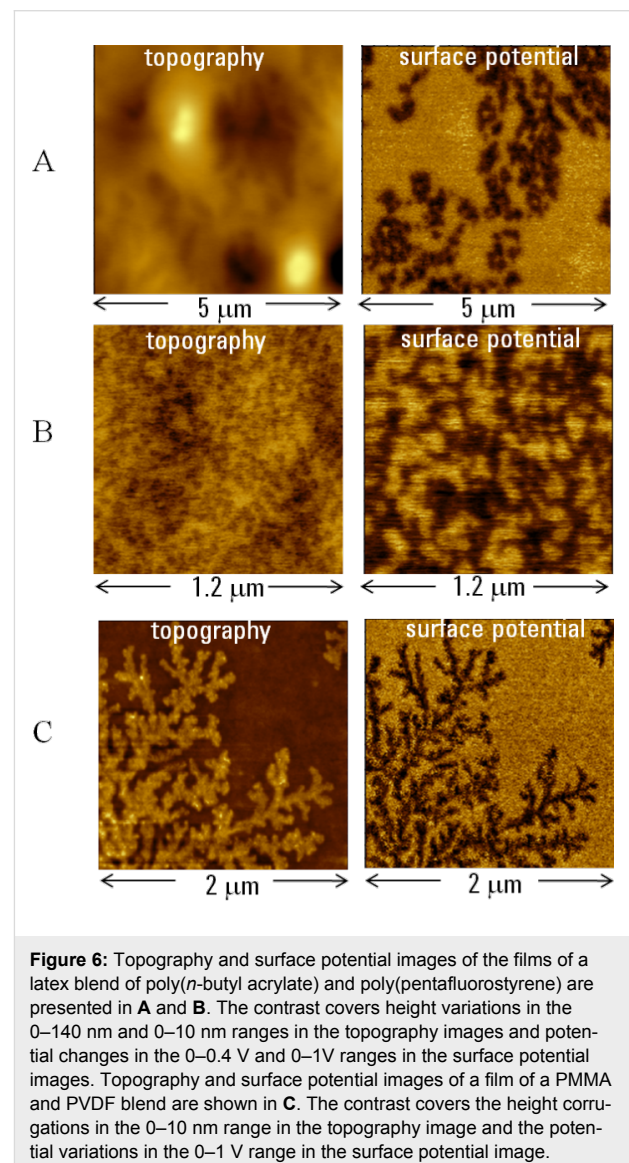 topography surface potential
A
5 μm 5 μm
topography surface potential
B
1.2 μm 1.2 μm
topography surface potential
C
2 μm 2 μm
Figure 6: Topography and surface potential images of the films of a
latex blend of poly(n-butyl acrylate) and poly(pentafluorostyrene) are
presented in A and B. The contrast covers height variations in the
0–140 nm and 0–10 nm ranges in the topography images and poten-
tial changes in the 0–0.4 V and 0–1V ranges in the surface potential
images. Topography and surface potential images of a film of a PMMA
and PVDF blend are shown in C. The contrast covers the height corru-
gations in the 0–10 nm range in the topography image and the poten-
tial variations in the 0–1 V range in the surface potential image.